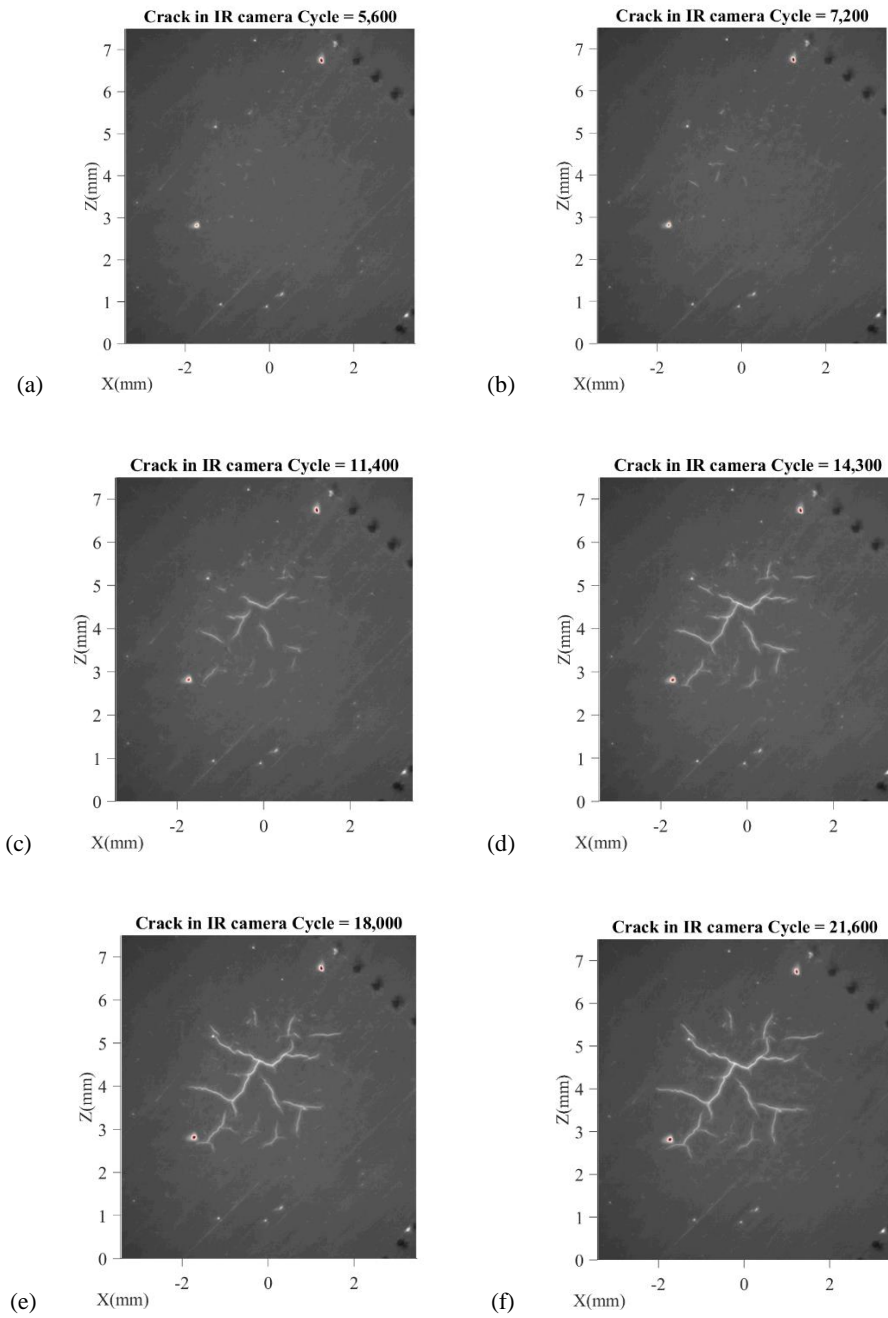 Crack in IR camera Cycle = 5,600
7
6
5
4
3
2
1
0
Z(mm)
-2
0
2
X(mm)
(a)
Crack in IR camera Cycle = 7,200
7
6
5
4
3
2
1
0
Z(mm)
-2
0
2
X(mm)
(b)
Crack in IR camera Cycle = 11,400
7
6
5
4
3
2
1
0
Z(mm)
-2
0
2
X(mm)
(c)
Crack in IR camera Cycle = 14,300
7
6
5
4
3
2
1
0
Z(mm)
-2
0
2
X(mm)
(d)
Crack in IR camera Cycle = 18,000
7
6
5
4
3
2
1
0
Z(mm)
-2
0
2
X(mm)
(e)
Crack in IR camera Cycle = 21,600
7
6
5
4
3
2
1
0
Z(mm)
-2
0
2
X(mm)
(f)